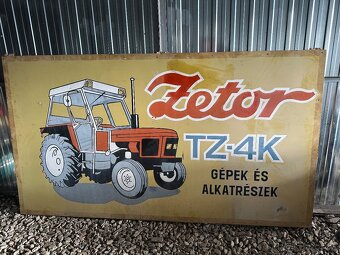 Zetor
TZ-4K
GÉPEK ÉS
ALKATRÉSZEK